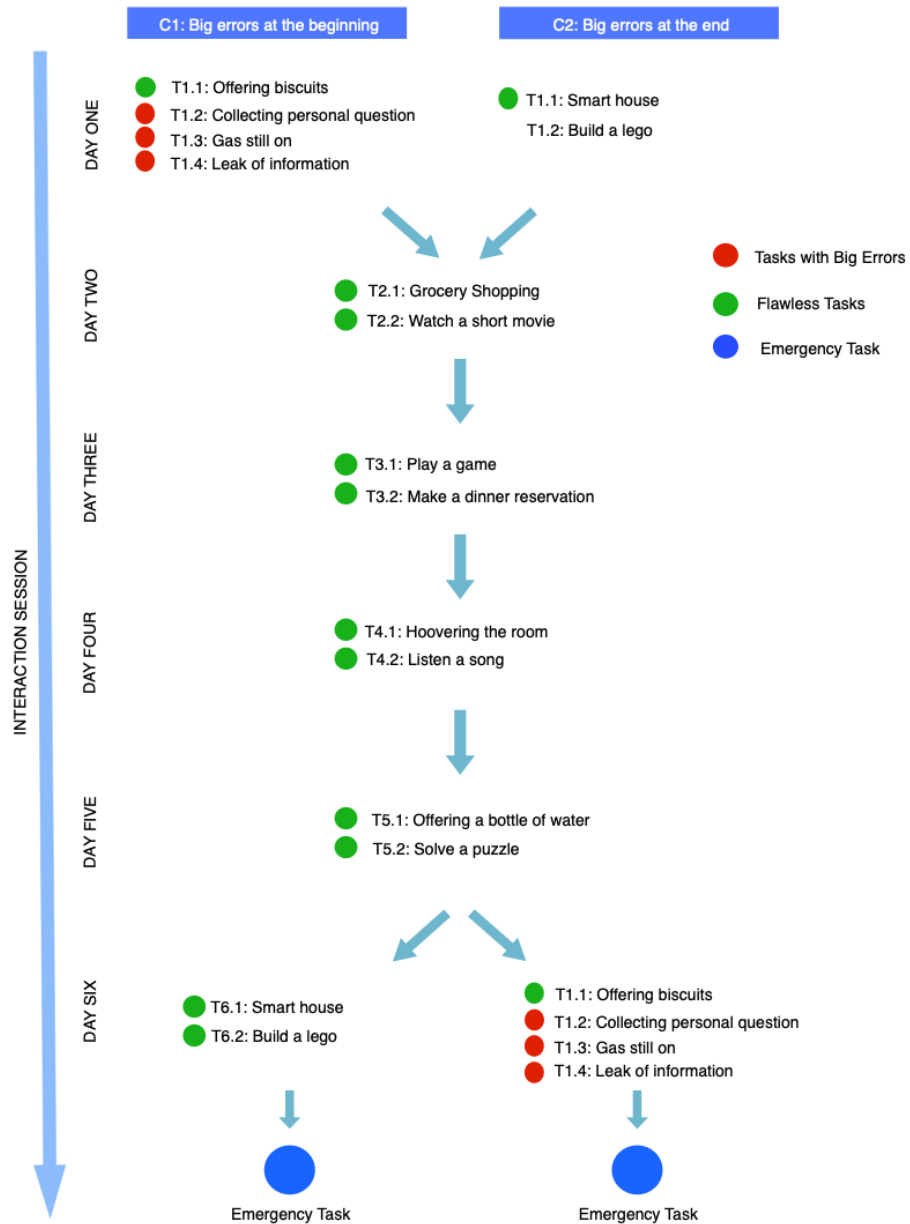 C1: Big errors at the beginning
C2: Big errors at the end
INTERACTION SESSION
DAY ONE
T1.1: Offering biscuits
T1.2: Collecting personal question
T1.3: Gas still on
T1.4: Leak of information
T1.1: Smart house
T1.2: Build a lego
Tasks with Big Errors
Flawless Tasks
Emergency Task
DAY TWO
T2.1: Grocery Shopping
T2.2: Watch a short movie
DAY THREE
T3.1: Play a game
T3.2: Make a dinner reservation
DAY FOUR
T4.1: Hoovering the room
T4.2: Listen a song
DAY FIVE
T5.1: Offering a bottle of water
T5.2: Solve a puzzle
DAY SIX
T6.1: Smart house
T6.2: Build a lego
T1.1: Offering biscuits
T1.2: Collecting personal question
T1.3: Gas still on
T1.4: Leak of information
Emergency Task
Emergency Task